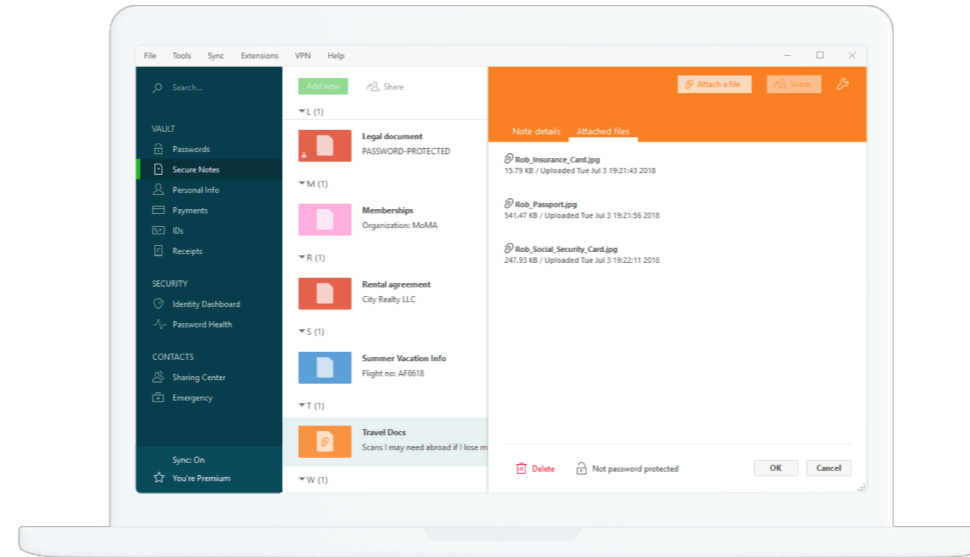 File Tools Sync Extensions VPN Help
Search...
VAULT
Passwords
Secure Notes
Personal Info
Payments
IDs
Receipts
SECURITY
Identity Dashboard
Password Health
CONTACTS
Sharing Center
Emergency
Sync: On
You're Premium
Add new Share
L (1)
Legal document
PASSWORD-PROTECTED
M (1)
Memberships
Organization: MoMA
R (1)
Rental agreement
City Realty LLC
S (1)
Summer Vacation Info
Flight no: AF8618
T (1)
Travel Docs
Scans I may need abroad if I lose m
W (1)
Attach a file Share
Note details Attached files
Rob_Insurance_Card.jpg
15.79 KB / Uploaded Tue Jul 3 19:21:43 2018
Rob_Passport.jpg
541.47 KB / Uploaded Tue Jul 3 19:21:56 2018
Rob_Social_Security_Card.jpg
247.93 KB / Uploaded Tue Jul 3 19:22:11 2018
Delete Not password protected OK Cancel